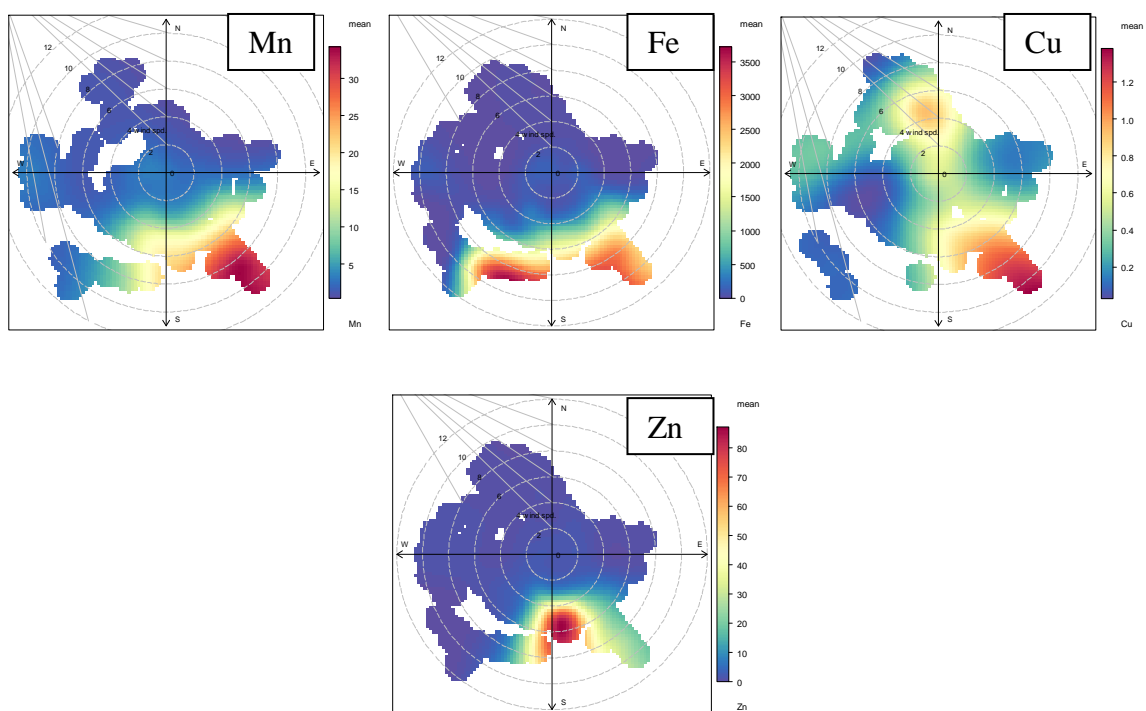 Mn
mean
N
12
10
8
6
4 wind spd.
2
0
W
E
S
30
25
20
15
10
5
Mn
Fe
mean
N
12
10
8
6
4 wind spd.
2
0
W
E
S
3500
3000
2500
2000
1500
1000
500
0
Fe
Cu
mean
N
12
10
8
6
4 wind spd.
2
0
W
E
S
1.2
1.0
0.8
0.6
0.4
0.2
Cu
Zn
mean
N
12
10
8
6
4 wind spd.
2
0
W
E
S
80
70
60
50
40
30
20
10
0
Zn